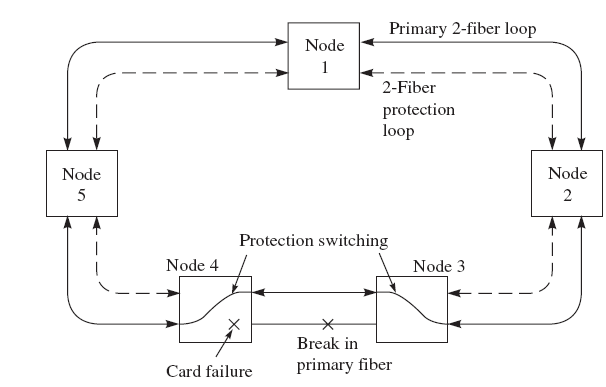 Primary 2-fiber loop
Node
1
2-Fiber
protection
loop
Node
5
Node
2
Protection switching
Node 4
Node 3
Break in
primary fiber
Card failure